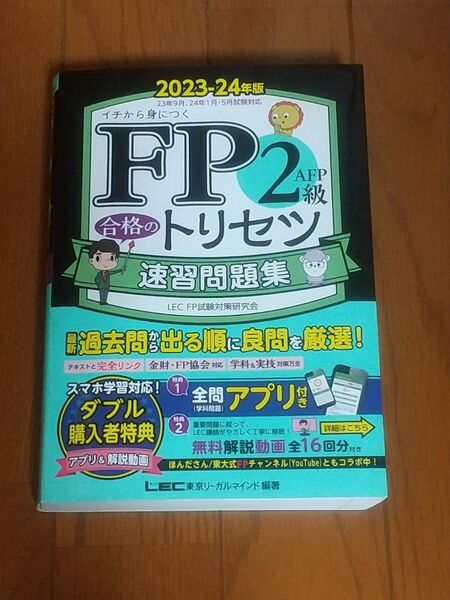 2023-24年版
23年9月、24年1月・5月試験対応
イチから身につく
FP2級
AFP
合格のトリセツ
速習問題集
LEC FP試験対策研究会
最新 過去問から出る順に良問を厳選!
テキストと完全リンク 金財・FP協会対応 学科&実技対策万全
スマホ学習対応!
ダブル
購入者特典
アプリ&解説動画
特典1 全問(学科問題)アプリ付き
特典2 重要問題に絞って、
LEC講師がやさしく丁寧に解説!
詳細はこちら
無料解説動画 全16回分付き
ほんださん/東大式FPチャンネル(YouTube)ともコラボ中!
LEC東京リーガルマインド 編著